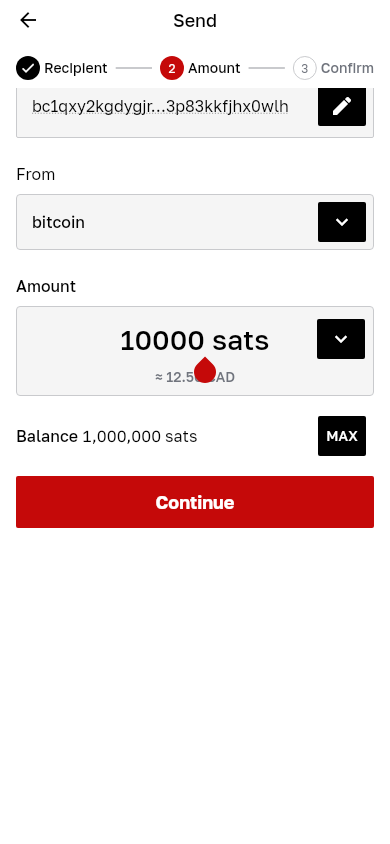 Send
Recipient 2 Amount 3 Confirm
bc1qxy2kgdygjr...3p83kkfjhx0wlh
From
bitcoin
Amount
10000 sats
≈ 12.5
Balance 1,000,000 sats
MAX
Continue